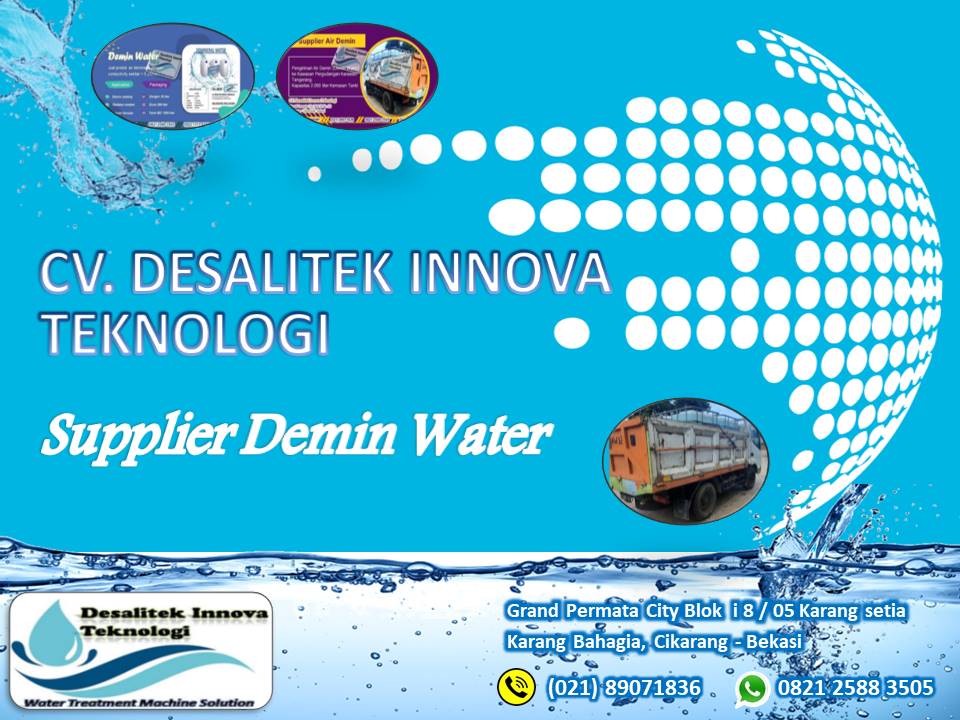 Demin Water
Supplier Air Demin
CV. DESALITEK INNOVA
TEKNOLOGI
Supplier Demin Water
Desalitek Innova
Teknologi
Water Treatment Machine Solution
Grand Permata City Blok i 8 / 05 Karang setia
Karang Bahagia, Cikarang - Bekasi
(021) 89071836
0821 2588 3505